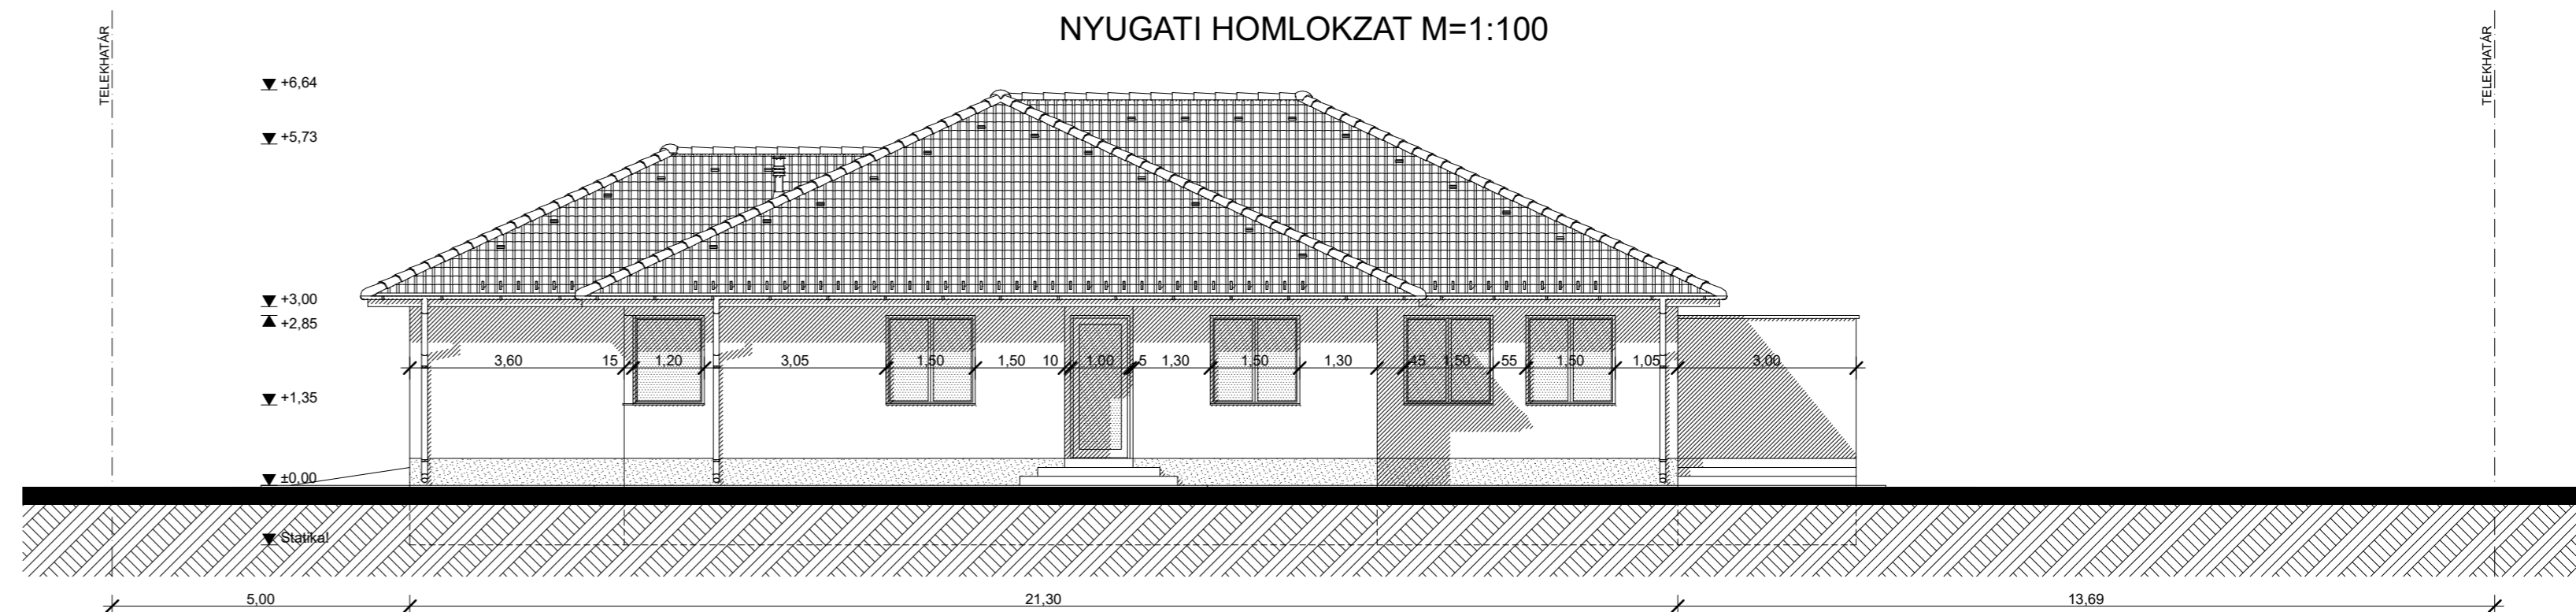 NYUGATI HOMLOKZAT M=1:100
TELEKHATÁR
TELEKHATÁR
+6,64
+5,73
+3,00
+2,85
3,60 15 1,20 3,05 1,50 1,50 10 1,00 5 1,30 1,50 1,30 45 1,50 55 1,50 1,05 3,00
+1,35
±0,00
Statika!
5,00 21,30 13,69